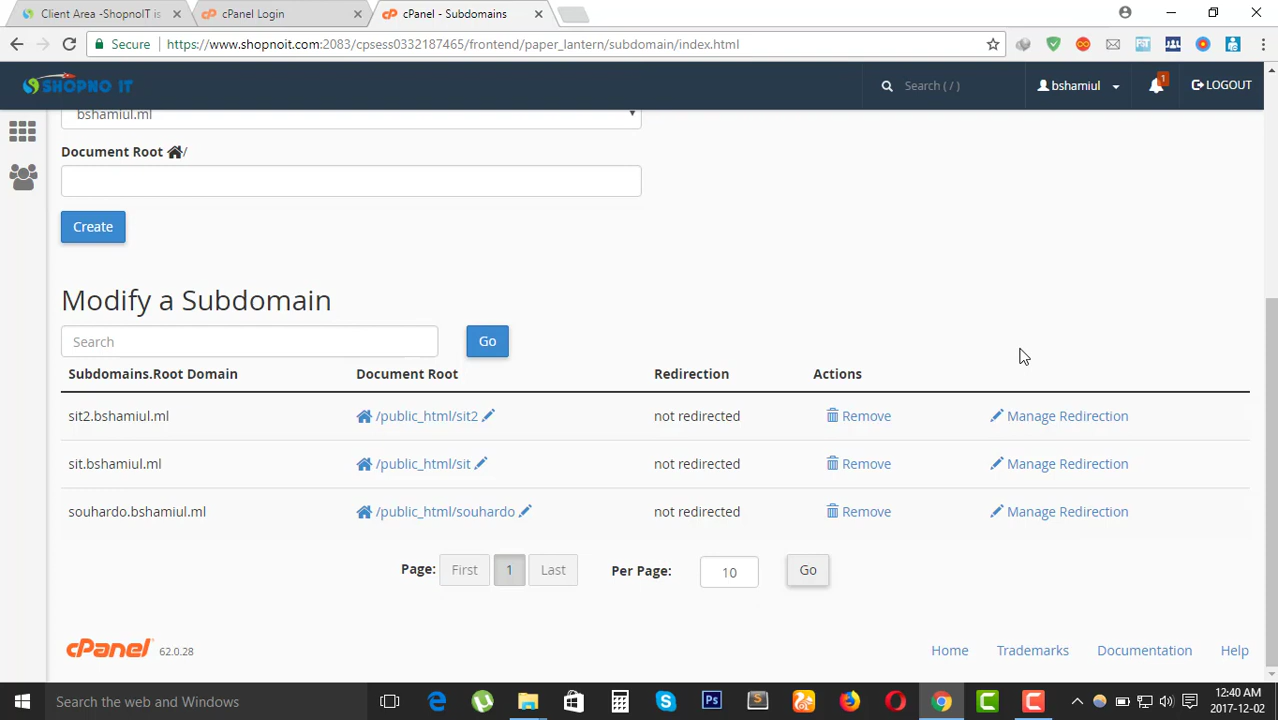 Client Area -ShopnoIT is
cPanel Login
cPanel - Subdomains
Secure
https://www.shopnoit.com:2083/cpsess0332187465/frontend/paper_lantern/subdomain/index.html
SHOPNO IT
Search ( / )
bshamiul
1
LOGOUT
bshamiul.ml
Document Root /
Create
Modify a Subdomain
Search
Go
Subdomains.Root Domain Document Root Redirection Actions
sit2.bshamiul.ml /public_html/sit2 not redirected Remove Manage Redirection
sit.bshamiul.ml /public_html/sit not redirected Remove Manage Redirection
souhardo.bshamiul.ml /public_html/souhardo not redirected Remove Manage Redirection
Page: First 1 Last Per Page: 10 Go
cPanel 62.0.28
Home Trademarks Documentation Help
Search the web and Windows
12:40 AM
2017-12-02